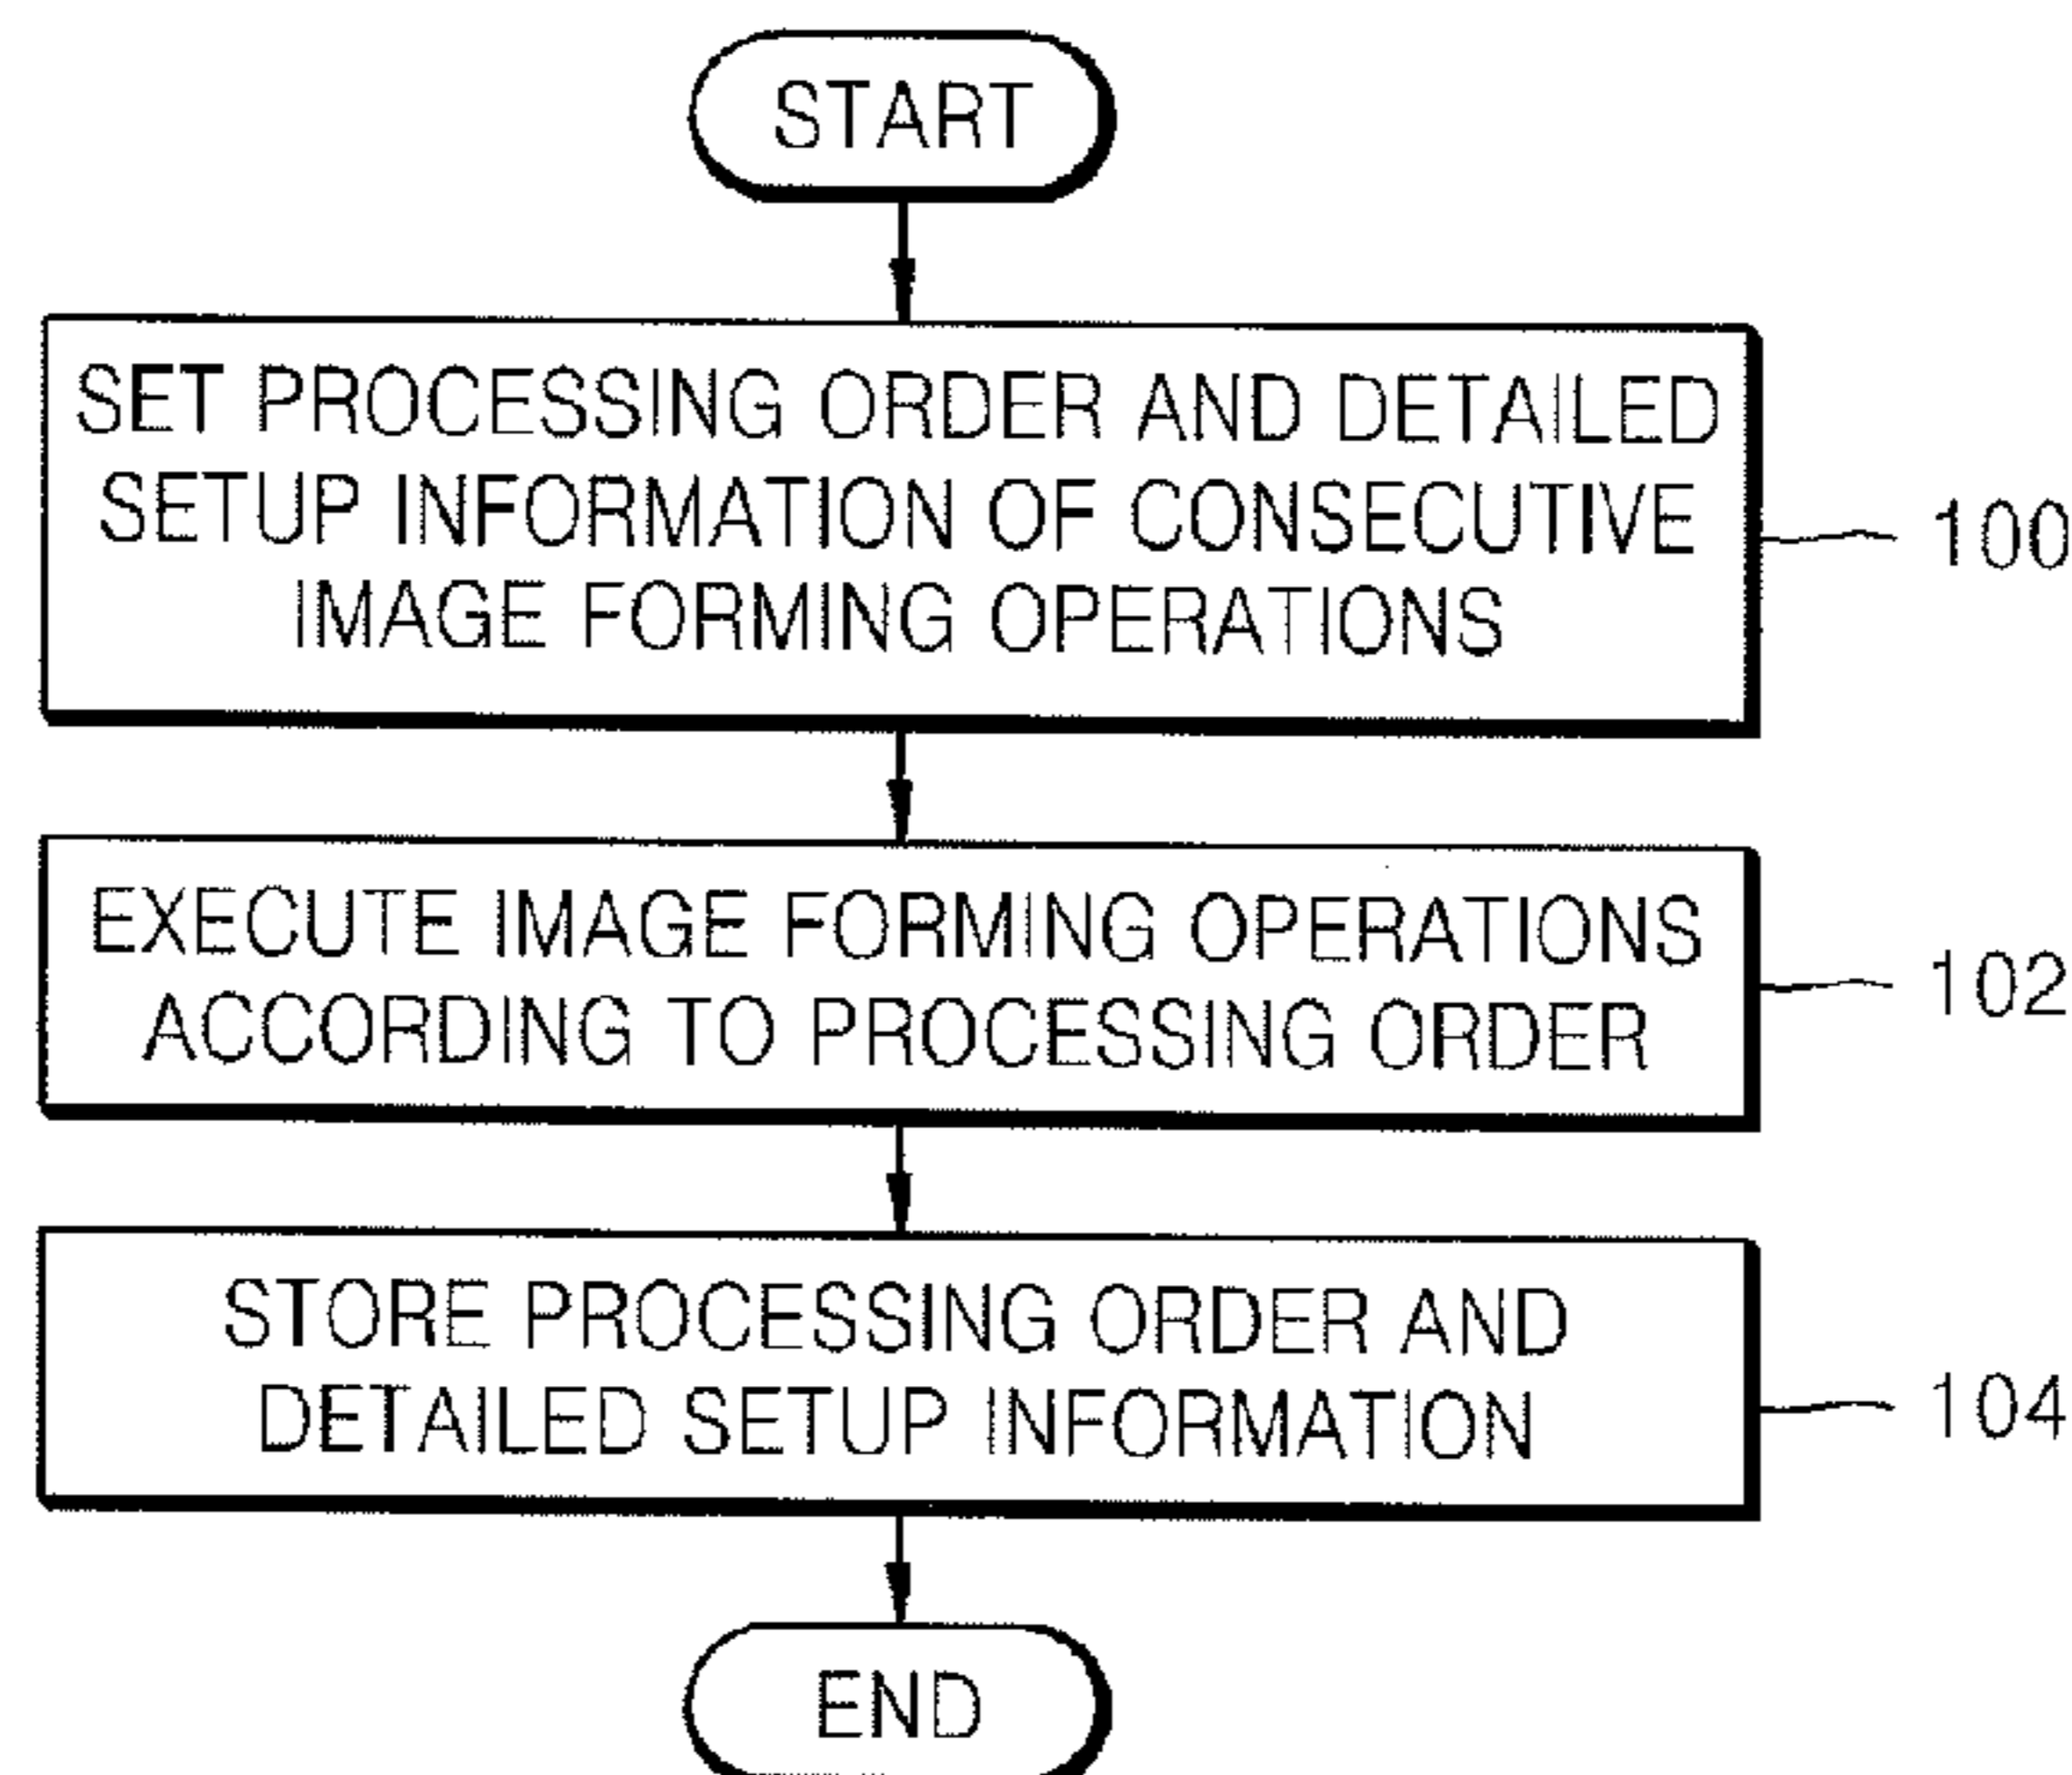 START
SET PROCESSING ORDER AND DETAILED
SETUP INFORMATION OF CONSECUTIVE
IMAGE FORMING OPERATIONS
100
EXECUTE IMAGE FORMING OPERATIONS
ACCORDING TO PROCESSING ORDER
102
STORE PROCESSING ORDER AND
DETAILED SETUP INFORMATION
104
END